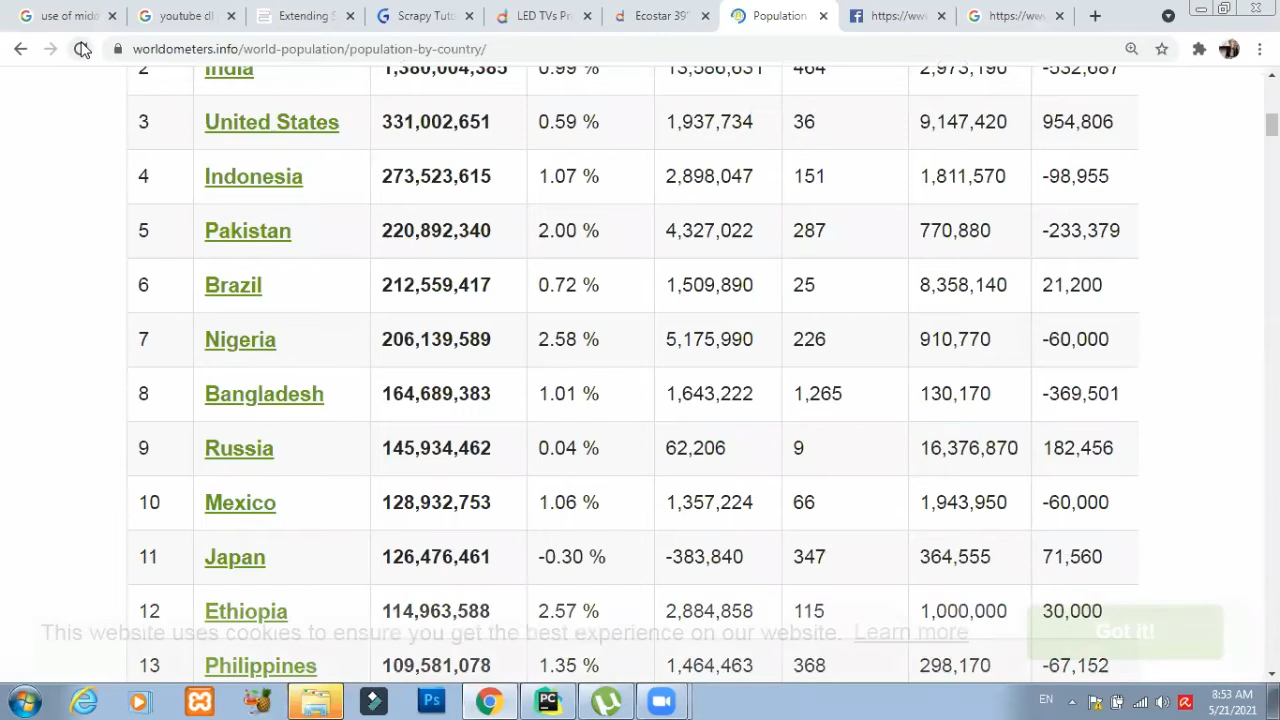 use of midd
youtube dl
Extending S
Scrapy Tuto
LED TVs Pr
Ecostar 39"
Population
https://www
https://www
worldometers.info/world-population/population-by-country/
2 India 1,380,004,385 0.99 % 13,586,631 464 2,973,190 -532,687
3 United States 331,002,651 0.59 % 1,937,734 36 9,147,420 954,806
4 Indonesia 273,523,615 1.07 % 2,898,047 151 1,811,570 -98,955
5 Pakistan 220,892,340 2.00 % 4,327,022 287 770,880 -233,379
6 Brazil 212,559,417 0.72 % 1,509,890 25 8,358,140 21,200
7 Nigeria 206,139,589 2.58 % 5,175,990 226 910,770 -60,000
8 Bangladesh 164,689,383 1.01 % 1,643,222 1,265 130,170 -369,501
9 Russia 145,934,462 0.04 % 62,206 9 16,376,870 182,456
10 Mexico 128,932,753 1.06 % 1,357,224 66 1,943,950 -60,000
11 Japan 126,476,461 -0.30 % -383,840 347 364,555 71,560
12 Ethiopia 114,963,588 2.57 % 2,884,858 115 1,000,000 30,000
This website uses cookies to ensure you get the best experience on our website. Learn more Got it!
13 Philippines 109,581,078 1.35 % 1,464,463 368 298,170 -67,152
Ps
PC
EN
8:53 AM
5/21/2021